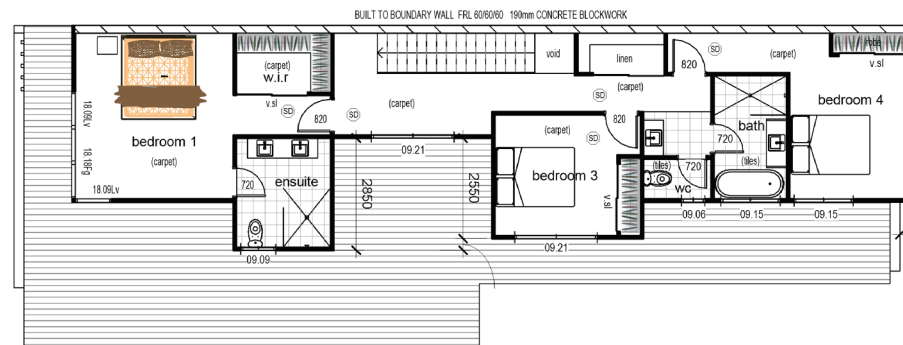 BUILT TO BOUNDARY WALL FRL 60/60/60 190mm CONCRETE BLOCKWORK
(carpet)
w.i.r
v.sl
SD
820
SD
void
linen
SD
820
(carpet)
robe
v.sl
bedroom 4
18.09Lv
18.18Fg
18.09Lv
bedroom 1
(carpet)
(carpet)
SD
(carpet)
820
(carpet)
SD
bedroom 3
v.sl
09.21
09.21
2850
2550
720
ensuite
09.09
bath
(tiles)
720
(tiles)
720
wc
09.06
09.15
09.15